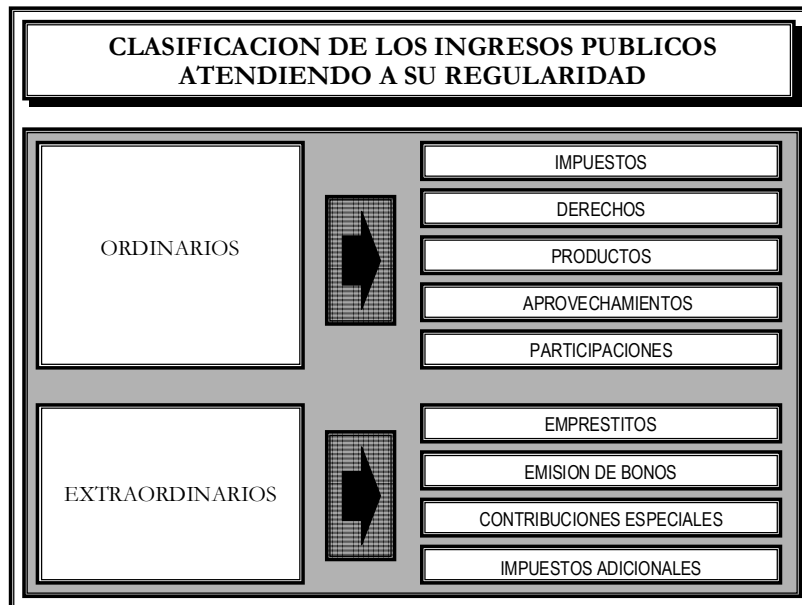 CLASIFICACION DE LOS INGRESOS PUBLICOS
ATENDIENDO A SU REGULARIDAD
ORDINARIOS
IMPUESTOS
DERECHOS
PRODUCTOS
APROVECHAMIENTOS
PARTICIPACIONES
EXTRAORDINARIOS
EMPRESTITOS
EMISION DE BONOS
CONTRIBUCIONES ESPECIALES
IMPUESTOS ADICIONALES